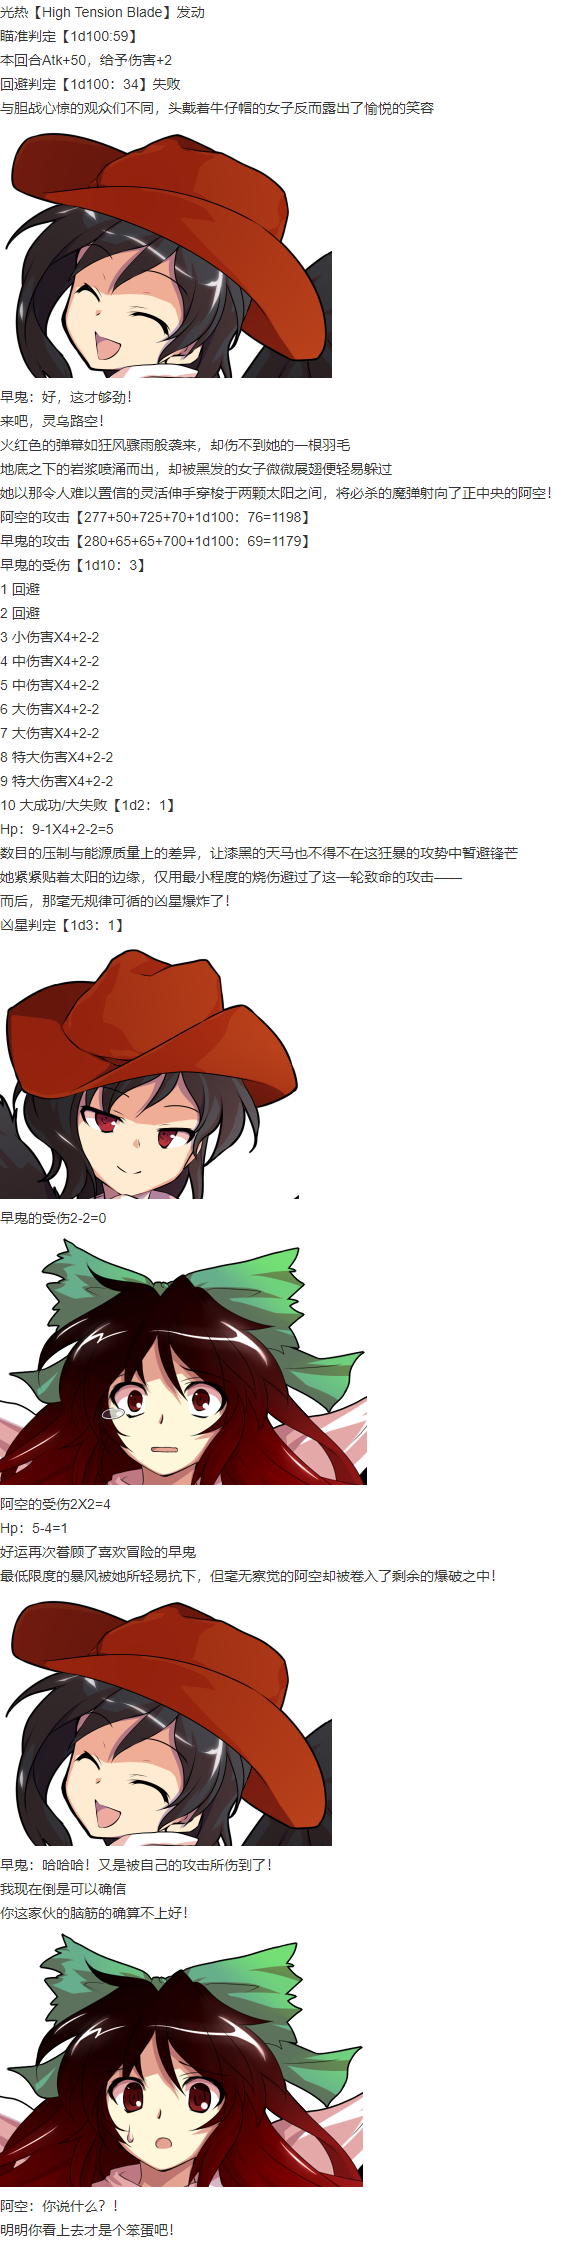 光热【High Tension Blade】发动
瞄准判定【1d100:59】
本回合Atk+50，给予伤害+2
回避判定【1d100：34】失败
与胆战心惊的观众们不同，头戴着牛仔帽的女子反而露出了愉悦的笑容
早鬼：好，这才够劲！
来吧，灵乌路空！
火红色的弹幕如狂风骤雨般袭来，却伤不到她的一根羽毛
地底之下的岩浆喷涌而出，却被黑发的女子微微展翅便轻易躲过
她以那令人难以置信的灵活伸手穿梭于两颗太阳之间，将必杀的魔弹射向了正中央的阿空！
阿空的攻击【277+50+725+70+1d100：76=1198】
早鬼的攻击【280+65+65+700+1d100：69=1179】
早鬼的受伤【1d10：3】
1 回避
2 回避
3 小伤害X4+2-2
4 中伤害X4+2-2
5 中伤害X4+2-2
6 大伤害X4+2-2
7 大伤害X4+2-2
8 特大伤害X4+2-2
9 特大伤害X4+2-2
10 大成功/大失败【1d2：1】
Hp：9-1X4+2-2=5
数目的压制与能源质量上的差异，让漆黑的天马也不得不在这狂暴的攻势中暂避锋芒
她紧紧贴着太阳的边缘，仅用最小程度的烧伤避过了这一轮致命的攻击——
而后，那毫无规律可循的凶星爆炸了！
凶星判定【1d3：1】
早鬼的受伤2-2=0
阿空的受伤2X2=4
Hp：5-4=1
好运再次眷顾了喜欢冒险的早鬼
最低限度的暴风被她所轻易抗下，但毫无察觉的阿空却被卷入了剩余的爆破之中！
早鬼：哈哈哈！又是被自己的攻击所伤到了！
我现在倒是可以确信
你这家伙的脑筋的确算不上好！
阿空：你说什么？！
明明你看上去才是个笨蛋吧！